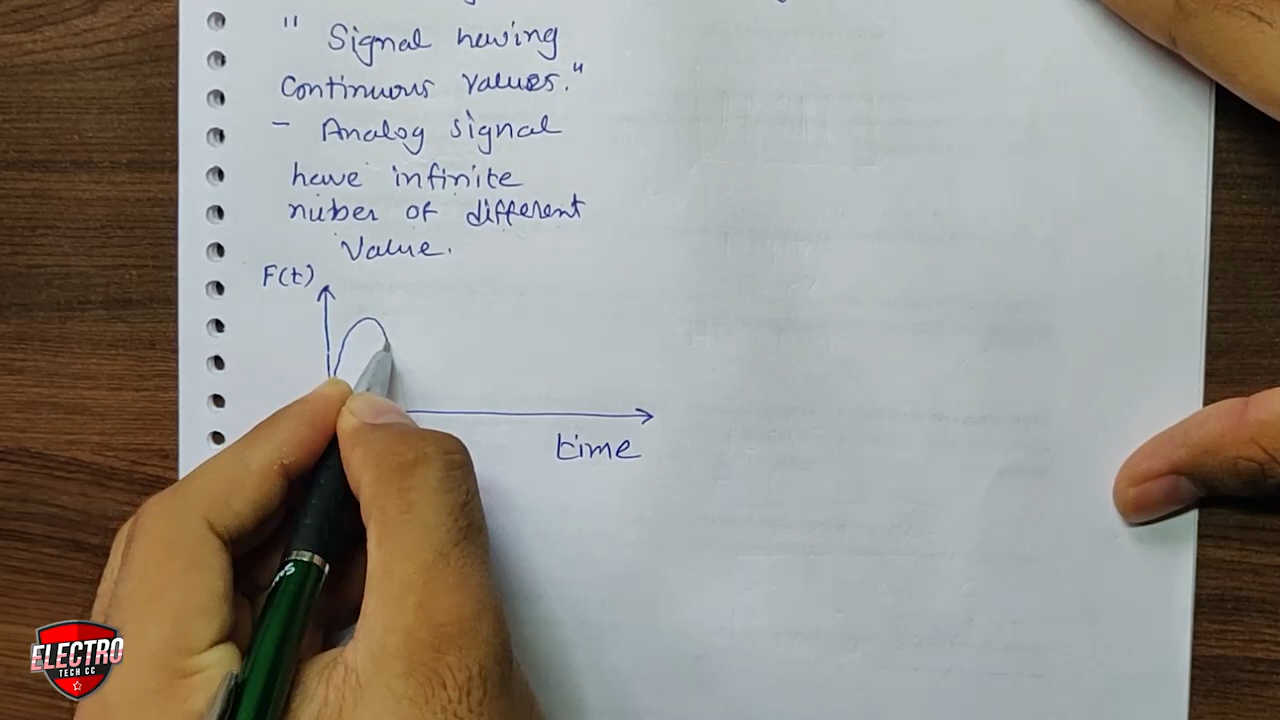 " Signal having
continuous values."
- Analog signal
have infinite
nuber of different
value.
F(t)
time
ELECTRO
TECH CC